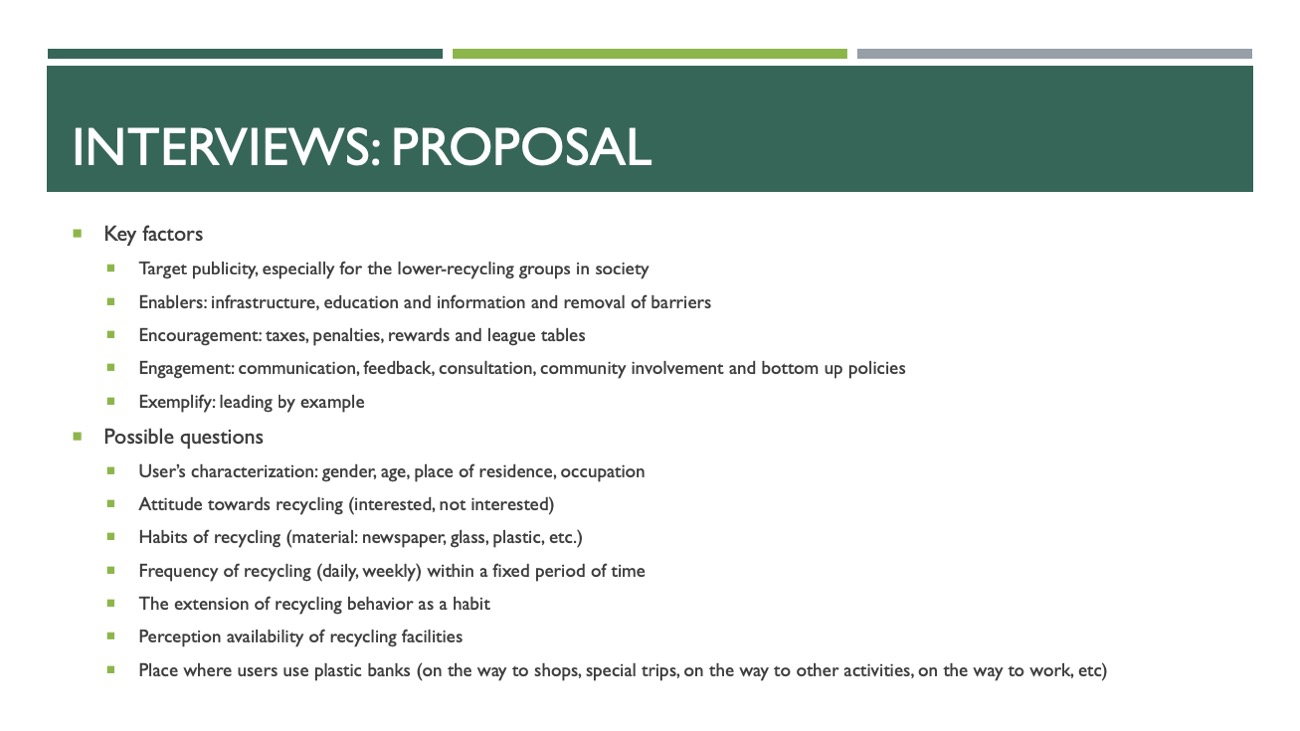 INTERVIEWS: PROPOSAL
Key factors
Target publicity, especially for the lower-recycling groups in society
Enablers: infrastructure, education and information and removal of barriers
Encouragement: taxes, penalties, rewards and league tables
Engagement: communication, feedback, consultation, community involvement and bottom up policies
Exemplify: leading by example
Possible questions
User’s characterization: gender, age, place of residence, occupation
Attitude towards recycling (interested, not interested)
Habits of recycling (material: newspaper, glass, plastic, etc.)
Frequency of recycling (daily, weekly) within a fixed period of time
The extension of recycling behavior as a habit
Perception availability of recycling facilities
Place where users use plastic banks (on the way to shops, special trips, on the way to other activities, on the way to work, etc)